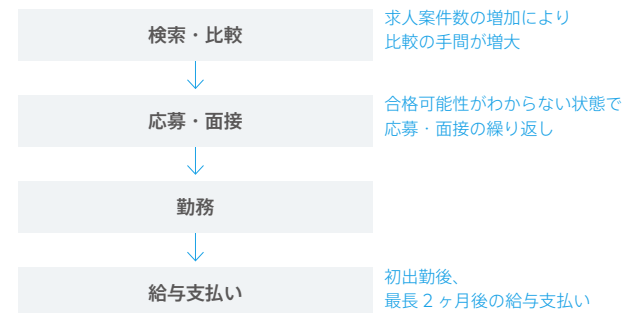 検索・比較
求人案件数の増加により
比較の手間が増大
応募・面接
合格可能性がわからない状態で
応募・面接の繰り返し
勤務
給与支払い
初出勤後、
最長2ヶ月後の給与支払い